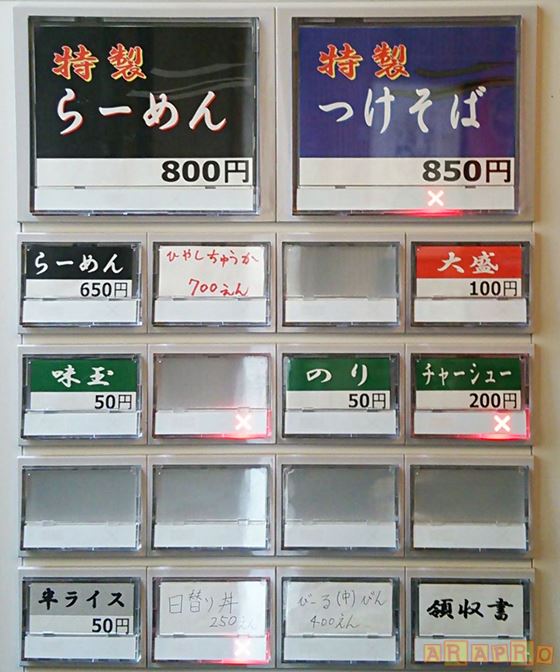 特製
らーめん
800円
特製
つけそば
850円
×
らーめん
650円
ひやしちゅうか
700えん
大盛
100円
味玉
50円
×
のり
50円
チャーシュー
200円
×
半ライス
50円
日替り丼
250えん
×
びーる(中)びん
400えん
領収書
ARAPRO